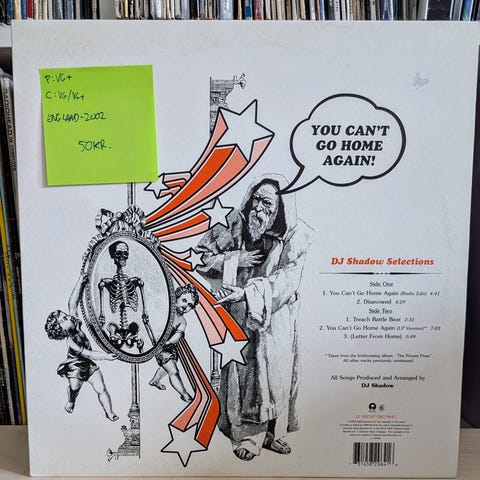 P: VG+
C: VG/VG+
ENGLAND-2002
50KR.
YOU CAN'T
GO HOME
AGAIN!
DJ Shadow Selections
Side One
1. You Can't Go Home Again (Radio Edit) 4:41
2. Disavowed 4:29
Side Two
1. Treach Battle Beat 2:31
2. You Can't Go Home Again (LP Version)** 7:03
3. (Letter From Home) 0:49
**Taken from the forthcoming album, "The Private Press"
All other tracks previously unreleased.
All Songs Produced and Arranged by
DJ Shadow